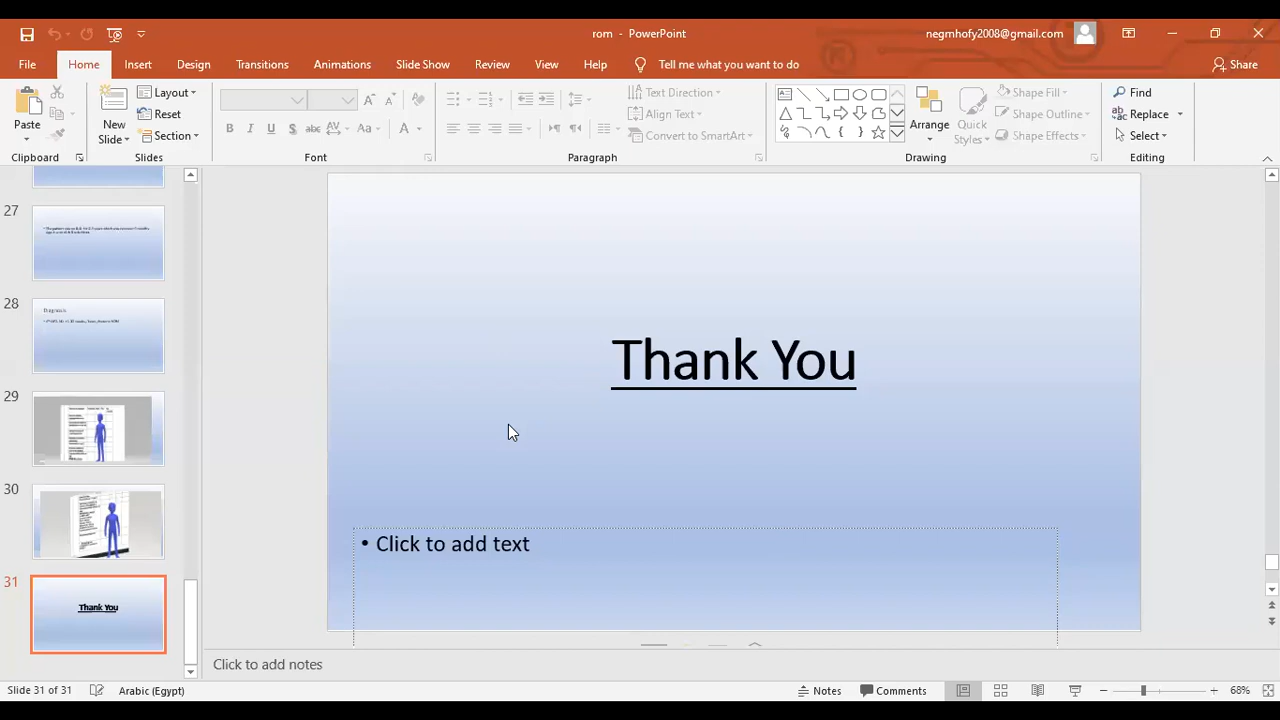 rom - PowerPoint
negmhofy2008@gmail.com
File
Home
Insert
Design
Transitions
Animations
Slide Show
Review
View
Help
Tell me what you want to do
Share
Paste
New
Slide
Layout
Reset
Section
B I U S abc AV Aa A
Text Direction
Align Text
Convert to SmartArt
Arrange
Quick
Styles
Shape Fill
Shape Outline
Shape Effects
Find
Replace
Select
Clipboard
Slides
Font
Paragraph
Drawing
Editing
27
28
Diagnosis
29
30
31
Thank You
Thank You
• Click to add text
Click to add notes
Slide 31 of 31
Arabic (Egypt)
Notes
Comments
68%